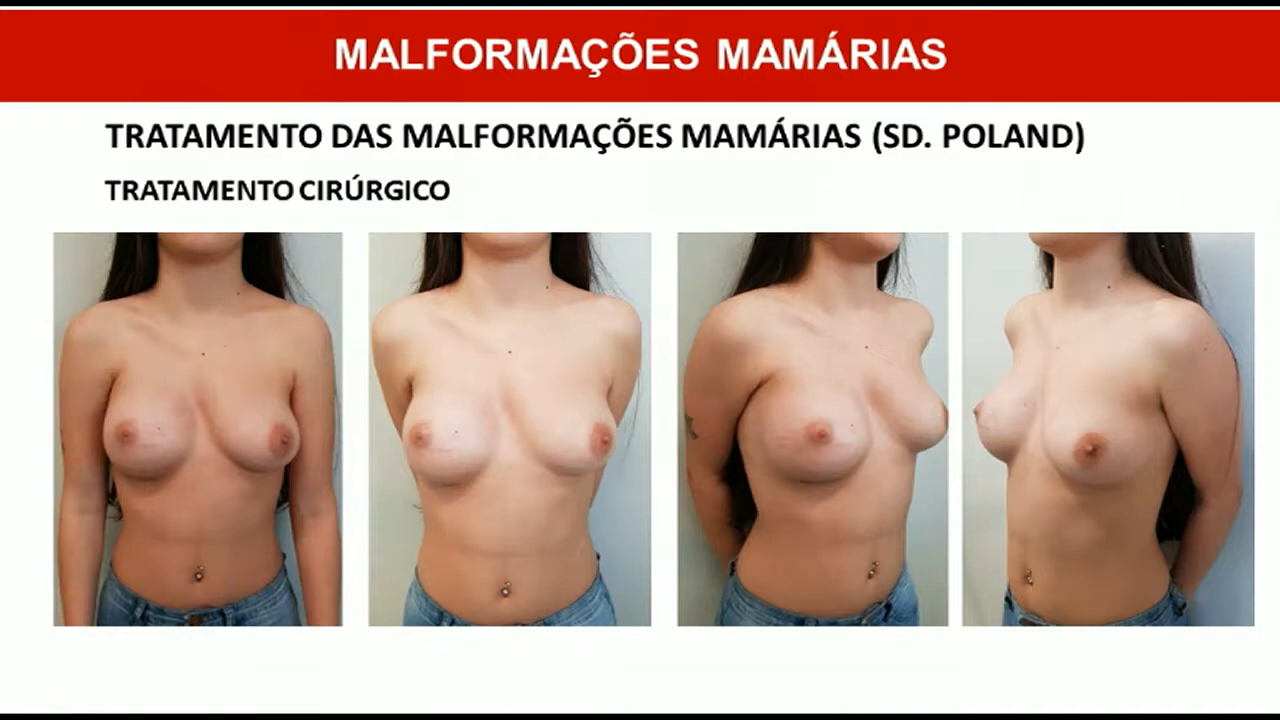 MALFORMAÇÕES MAMÁRIAS
TRATAMENTO DAS MALFORMAÇÕES MAMÁRIAS (SD. POLAND)
TRATAMENTO CIRÚRGICO